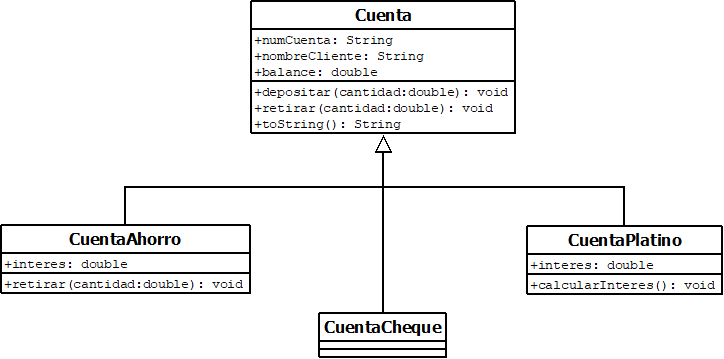 Cuenta
+numCuenta: String
+nombreCliente: String
+balance: double
+depositar(cantidad:double): void
+retirar(cantidad:double): void
+toString(): String
CuentaAhorro
+interes: double
+retirar(cantidad:double): void
CuentaPlatino
+interes: double
+calcularInteres(): void
CuentaCheque